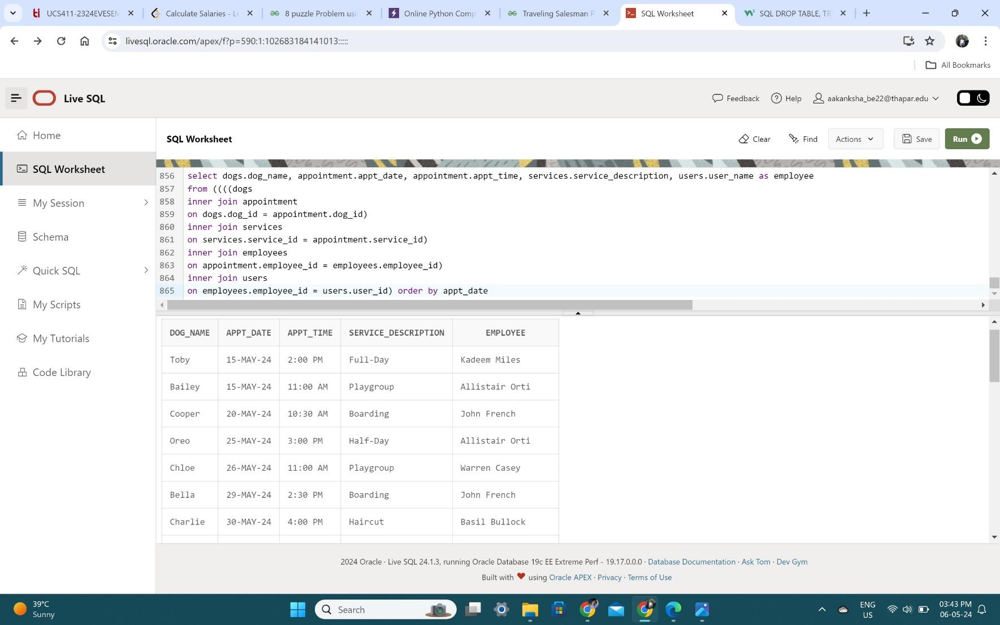 UCS411-2324EVESEM
Calculate Salaries - Le
8 puzzle Problem usi
Online Python Comp
Traveling Salesman P
SQL Worksheet
SQL DROP TABLE, TR
livesql.oracle.com/apex/f?p=590:1:102683184141013:::::
All Bookmarks
Live SQL
Feedback
Help
aakanksha_be22@thapar.edu
Home
SQL Worksheet
My Session
Schema
Quick SQL
My Scripts
My Tutorials
Code Library
SQL Worksheet
Clear
Find
Actions
Save
Run
856 select dogs.dog_name, appointment.appt_date, appointment.appt_time, services.service_description, users.user_name as employee
857 from ((((dogs
858 inner join appointment
859 on dogs.dog_id = appointment.dog_id)
860 inner join services
861 on services.service_id = appointment.service_id)
862 inner join employees
863 on appointment.employee_id = employees.employee_id)
864 inner join users
865 on employees.employee_id = users.user_id) order by appt_date
DOG_NAME APPT_DATE APPT_TIME SERVICE_DESCRIPTION EMPLOYEE
Toby 15-MAY-24 2:00 PM Full-Day Kadeem Miles
Bailey 15-MAY-24 11:00 AM Playgroup Allistair Orti
Cooper 20-MAY-24 10:30 AM Boarding John French
Oreo 25-MAY-24 3:00 PM Half-Day Allistair Orti
Chloe 26-MAY-24 11:00 AM Playgroup Warren Casey
Bella 29-MAY-24 2:30 PM Boarding John French
Charlie 30-MAY-24 4:00 PM Haircut Basil Bullock
2024 Oracle · Live SQL 24.1.3, running Oracle Database 19c EE Extreme Perf - 19.17.0.0.0 · Database Documentation · Ask Tom · Dev Gym
Built with ❤ using Oracle APEX · Privacy · Terms of Use
39°C
Sunny
Search
ENG
US
03:43 PM
06-05-24